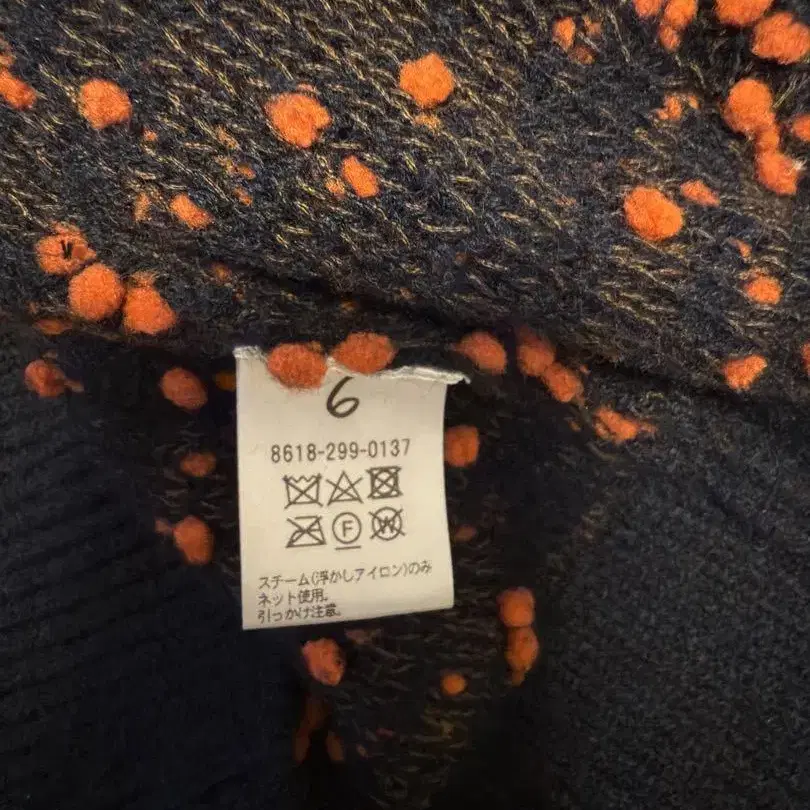 6
8618-299-0137
F W
スチーム(浮かしアイロン)のみ
ネット使用。
引っかけ注意。